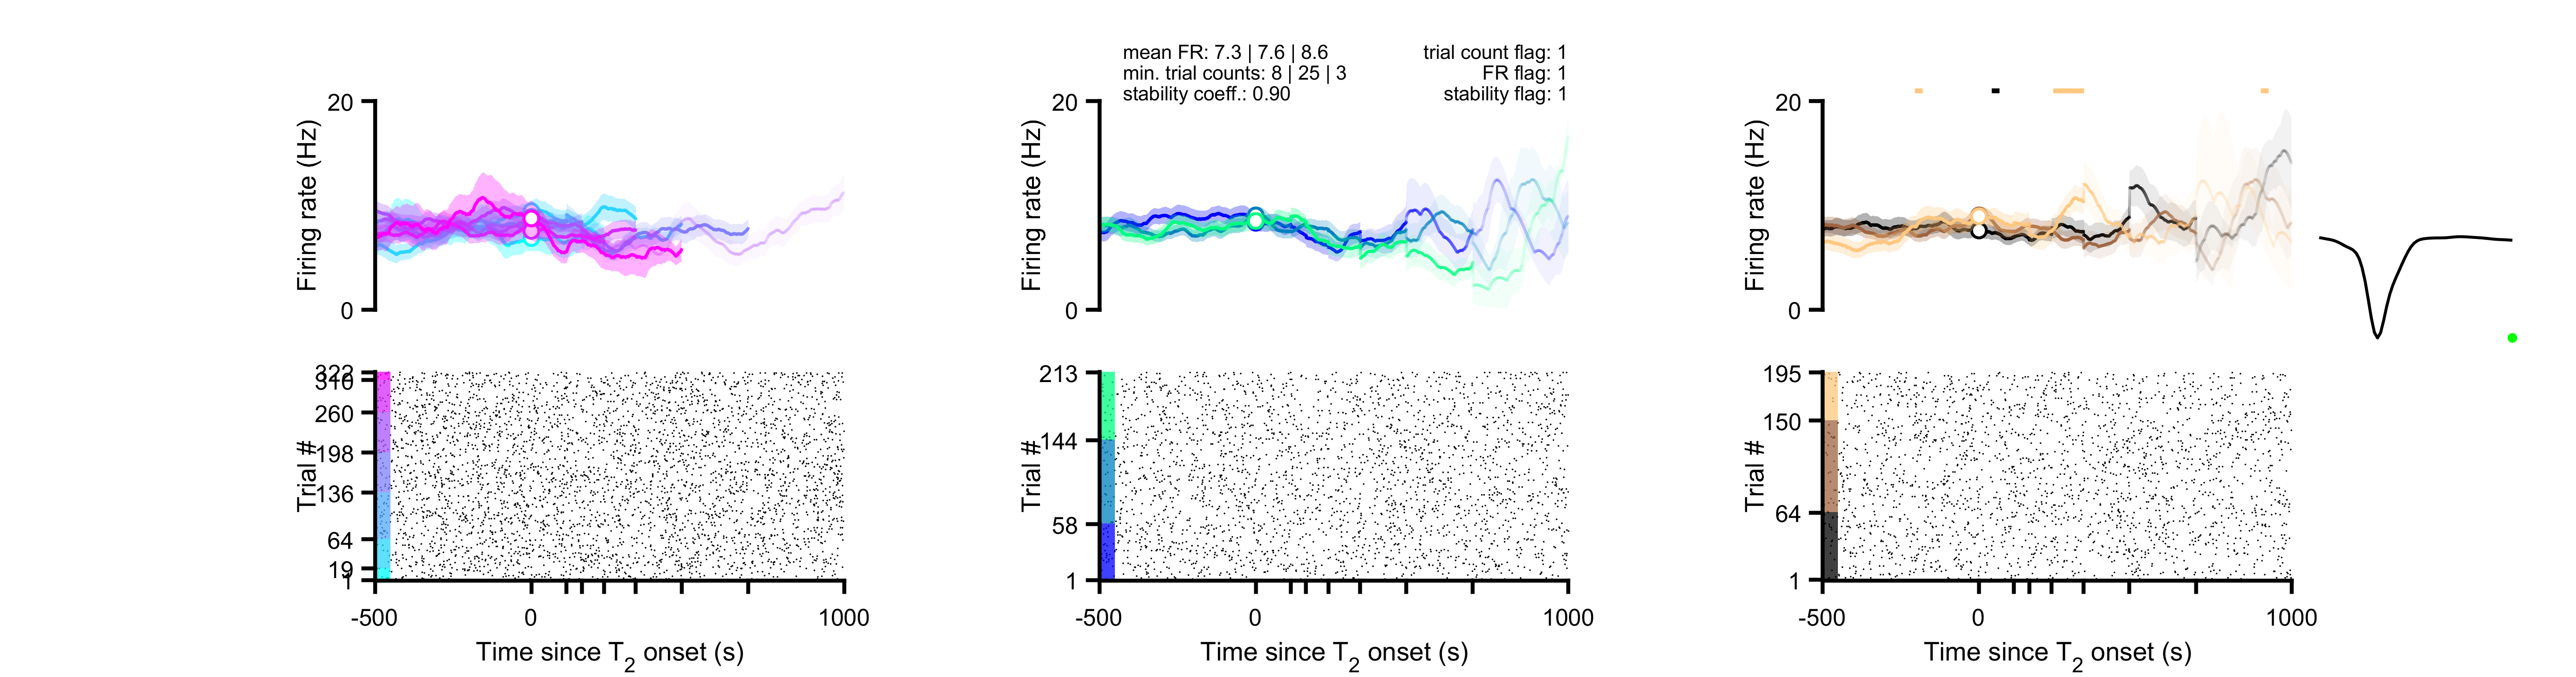 mean FR: 7.3 | 7.6 | 8.6
min. trial counts: 8 | 25 | 3
stability coeff.: 0.90
trial count flag: 1
FR flag: 1
stability flag: 1
20
Firing rate (Hz)
0
20
Firing rate (Hz)
0
20
Firing rate (Hz)
0
322
260
198
136
64
19
1
Trial #
-500
0
1000
Time since T2 onset (s)
213
144
58
1
Trial #
-500
0
1000
Time since T2 onset (s)
195
150
64
1
Trial #
-500
0
1000
Time since T2 onset (s)